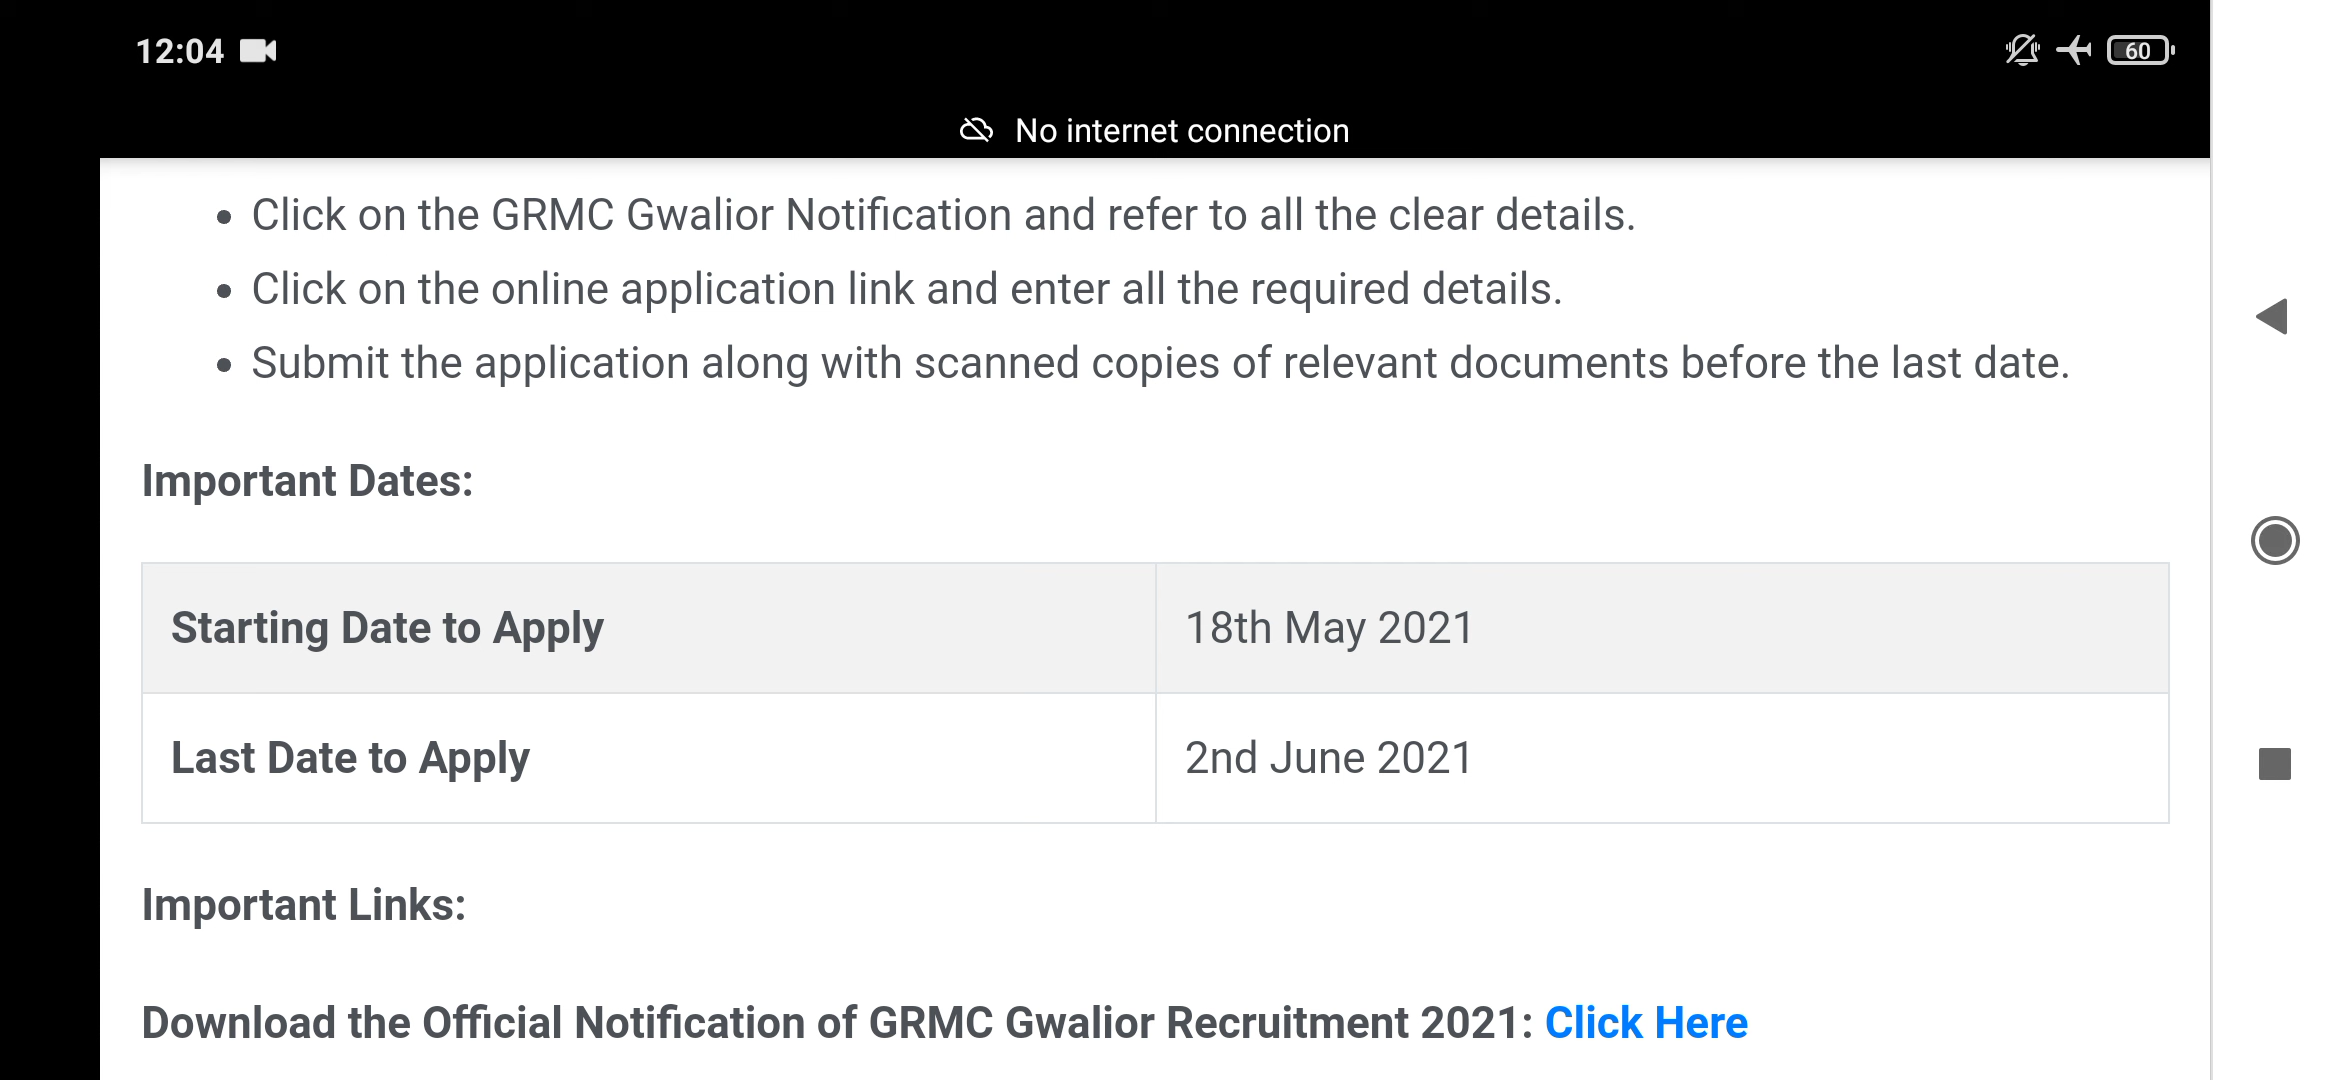 12:04
60
No internet connection
• Click on the GRMC Gwalior Notification and refer to all the clear details.
• Click on the online application link and enter all the required details.
• Submit the application along with scanned copies of relevant documents before the last date.
Important Dates:
Starting Date to Apply 18th May 2021
Last Date to Apply 2nd June 2021
Important Links:
Download the Official Notification of GRMC Gwalior Recruitment 2021: Click Here